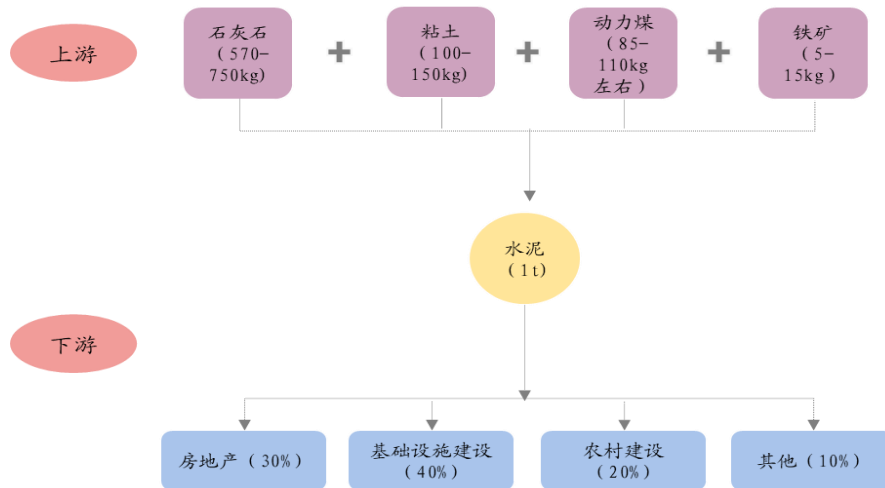 上游
石灰石
（570-
750kg)
粘土
（100-
150kg)
动力煤
（85-
110kg
左右）
铁矿
（5-
15kg）
水泥
（1t)
下游
房地产（30%）
基础设施建设
（40%）
农村建设
（20%）
其他（10%）